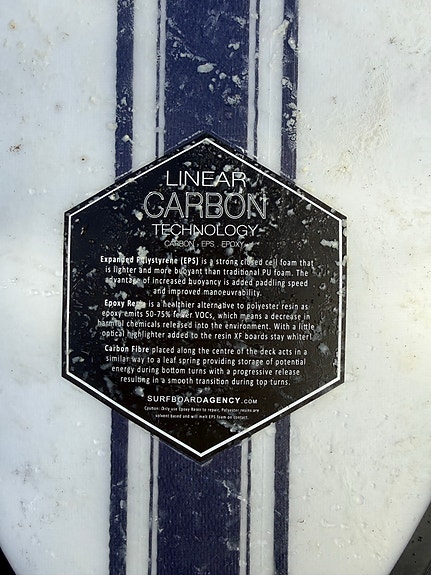 LINEAR
CARBON
TECHNOLOGY
CARBON . EPS . EPOXY
Expanded Polystyrene (EPS) is a strong closed cell foam that
is lighter and more buoyant than traditional PU foam. The
advantage of increased buoyancy is added paddling speed
and improved manoeuvrability.
Epoxy Resin is a healthier alternative to polyester resin as
epoxy emits 50-75% fewer VOCs, which means a decrease in
harmful chemicals released into the environment. With a little
optical highlighter added to the resin XF boards stay whiter!
Carbon Fibre placed along the centre of the deck acts in a
similar way to a leaf spring providing storage of potential
energy during bottom turns with a progressive release
resulting in a smooth transition during top turns.
SURFBOARDAGENCY.COM
Caution: Only use Epoxy Resin to repair, Polyester resins are
solvent based and will melt EPS foam on contact.